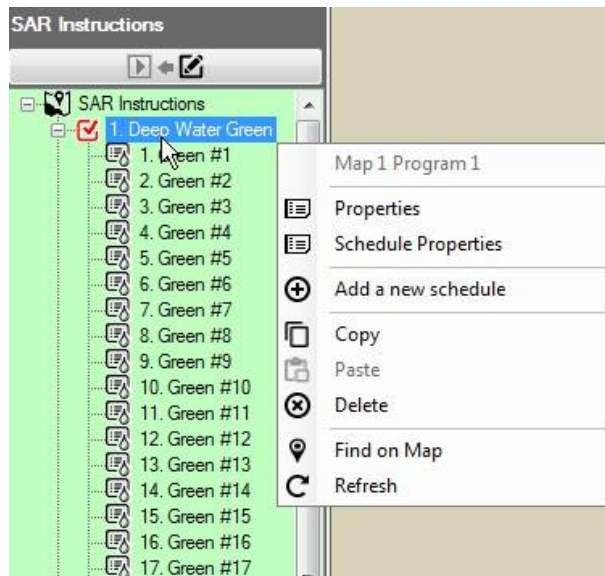 SAR Instructions
SAR Instructions
1. Deep Water Green
1. Green #1
2. Green #2
3. Green #3
4. Green #4
5. Green #5
6. Green #6
7. Green #7
8. Green #8
9. Green #9
10. Green #10
11. Green #11
12. Green #12
13. Green #13
14. Green #14
15. Green #15
16. Green #16
17. Green #17
Map 1 Program 1
Properties
Schedule Properties
Add a new schedule
Copy
Paste
Delete
Find on Map
Refresh